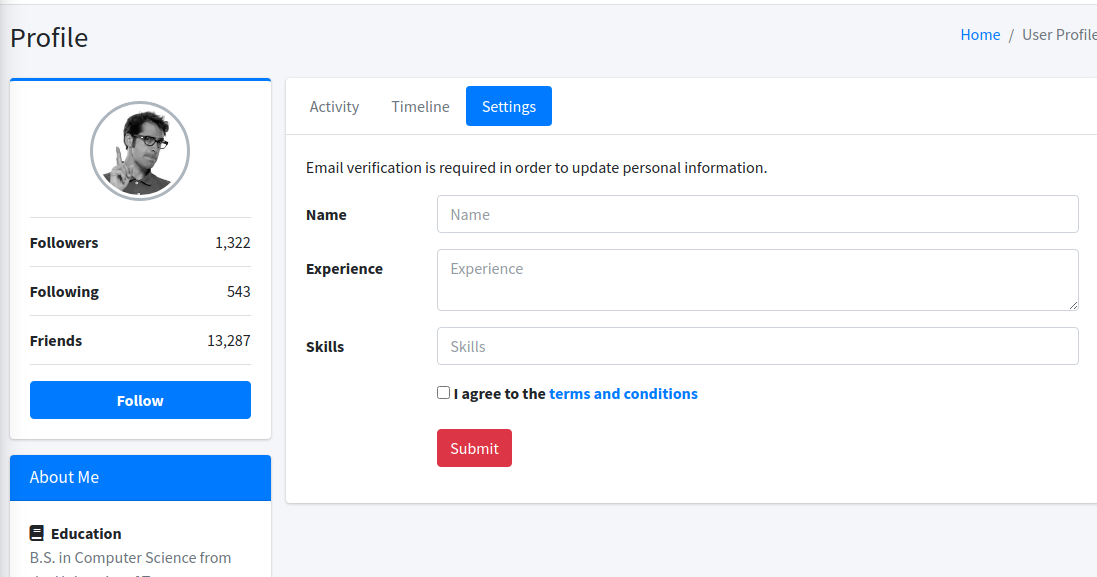 Profile
Home / User Profile
Followers 1,322
Following 543
Friends 13,287
Follow
About Me
Education
B.S. in Computer Science from
Activity Timeline Settings
Email verification is required in order to update personal information.
Name Name
Experience Experience
Skills Skills
I agree to the terms and conditions
Submit